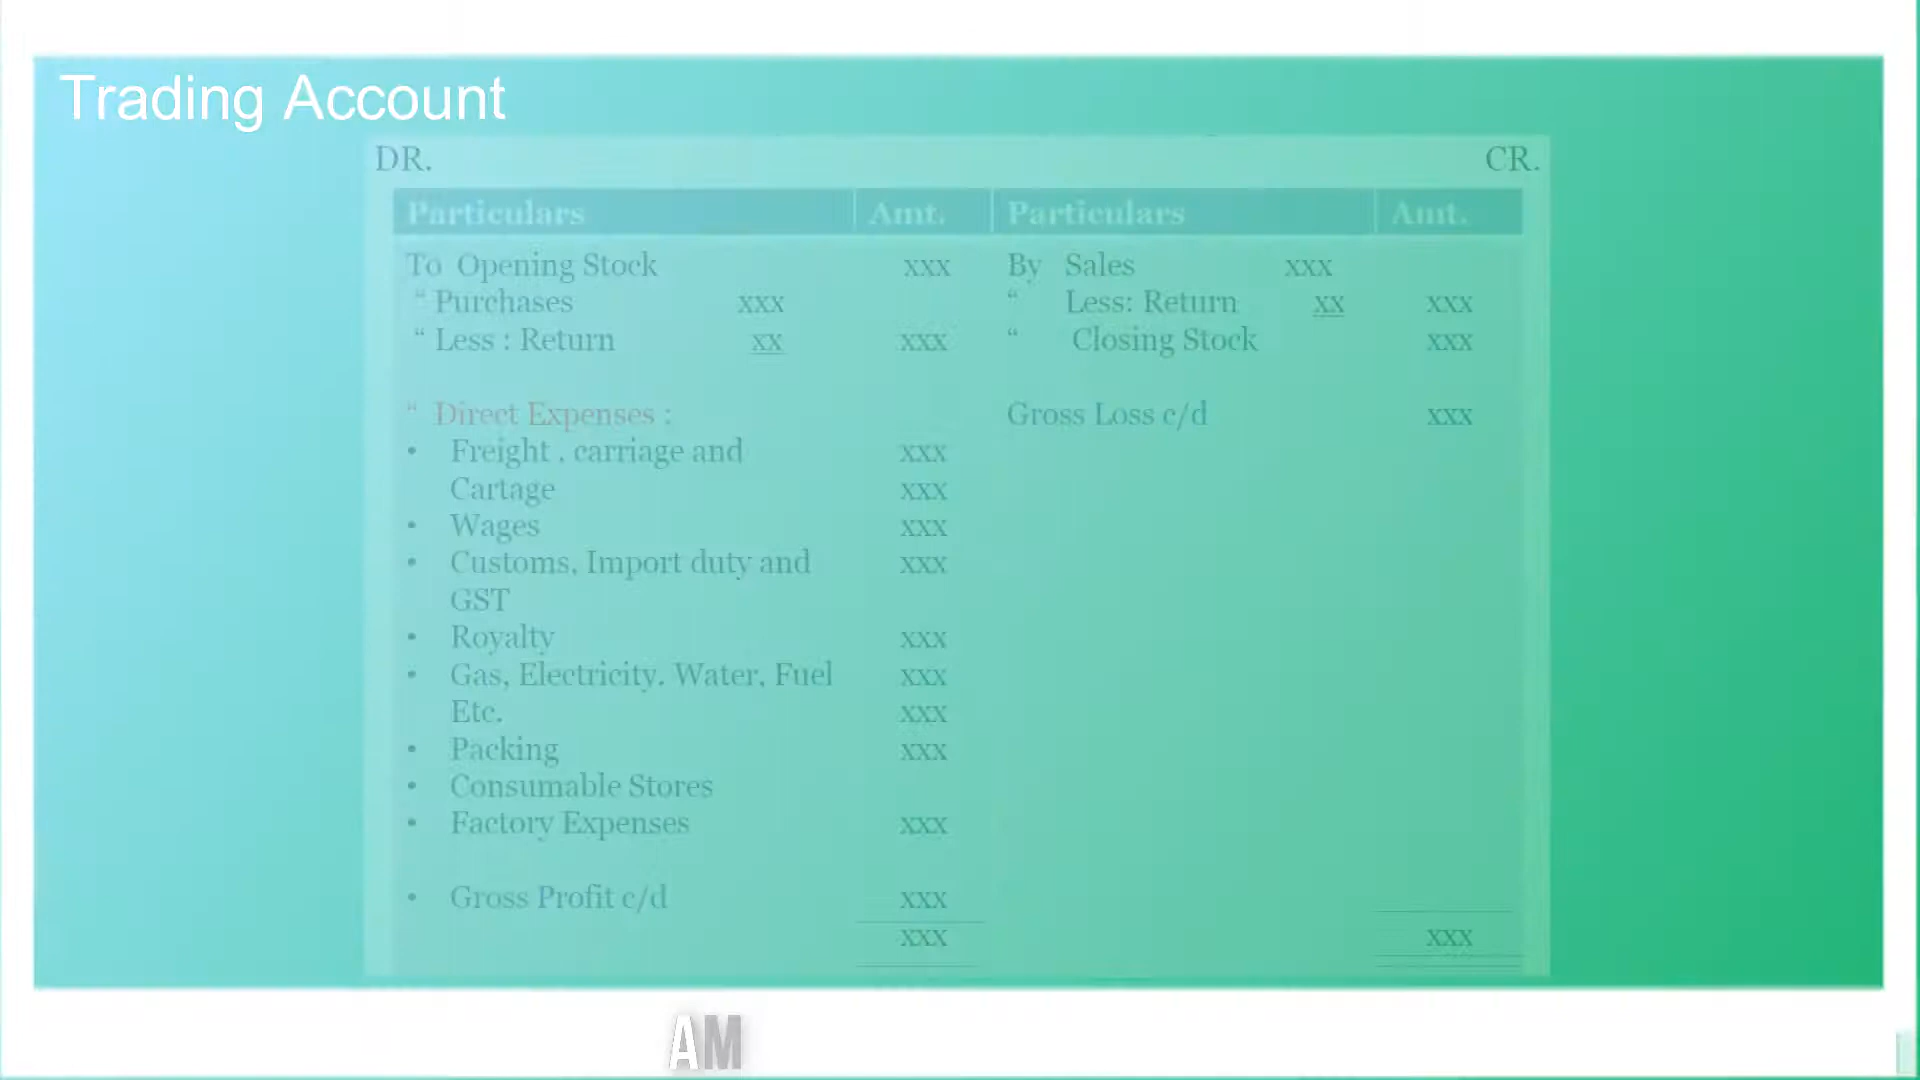 Trading Account
DR. CR.
Particulars Amt. Particulars Amt.
To Opening Stock xxx By Sales xxx
“ Purchases xxx “ Less: Return xx xxx
“ Less : Return xx xxx “ Closing Stock xxx
“ Direct Expenses : Gross Loss c/d xxx
• Freight , carriage and xxx
Cartage xxx
• Wages xxx
• Customs, Import duty and xxx
GST
• Royalty xxx
• Gas, Electricity. Water, Fuel xxx
Etc. xxx
• Packing xxx
• Consumable Stores
• Factory Expenses xxx
• Gross Profit c/d xxx
xxx xxx
AM